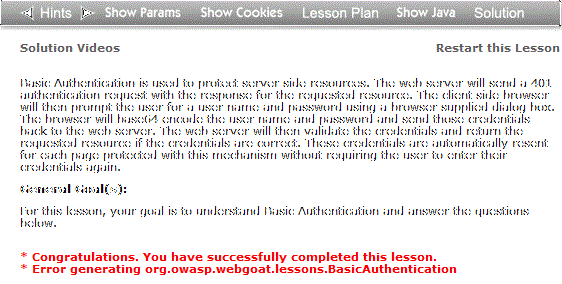 Hints Show Params Show Cookies Lesson Plan Show Java Solution
Solution Videos Restart this Lesson
Basic Authentication is used to protect server side resources. The web server will send a 401
authentication request with the response for the requested resource. The client side browser
will then prompt the user for a user name and password using a browser supplied dialog box.
The browser will base64 encode the user name and password and send those credentials
back to the web server. The web server will then validate the credentials and return the
requested resource if the credentials are correct. These credentials are automatically resent
for each page protected with this mechanism without requiring the user to enter their
credentials again.
General Goal(s):
For this lesson, your goal is to understand Basic Authentication and answer the questions
below.
* Congratulations. You have successfully completed this lesson.
* Error generating org.owasp.webgoat.lessons.BasicAuthentication